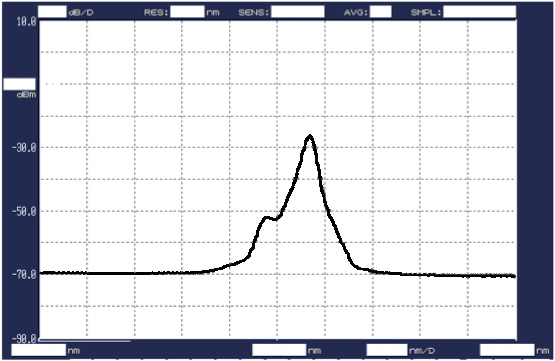 dB/D RES: nm SENS: AVG: SMPL:
10.0
dBm
-30.0
-50.0
-70.0
-90.0
nm nm nm/D nm